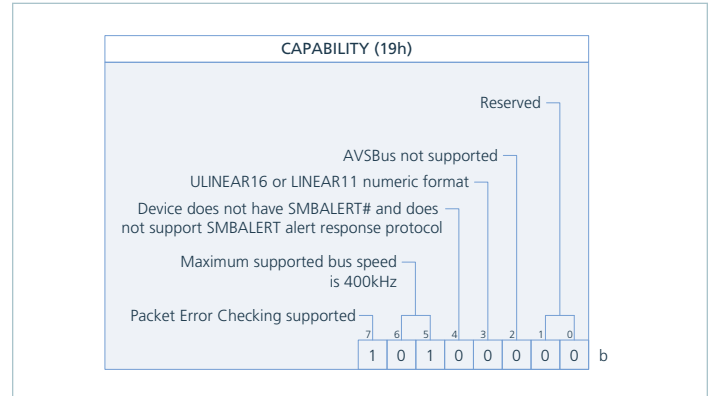 CAPABILITY (19h)
Reserved
AVSBus not supported
ULINEAR16 or LINEAR11 numeric format
Device does not have SMBALERT# and does
not support SMBALERT alert response protocol
Maximum supported bus speed
is 400kHz
Packet Error Checking supported
7 6 5 4 3 2 1 0
1 0 1 0 0 0 0 0 b